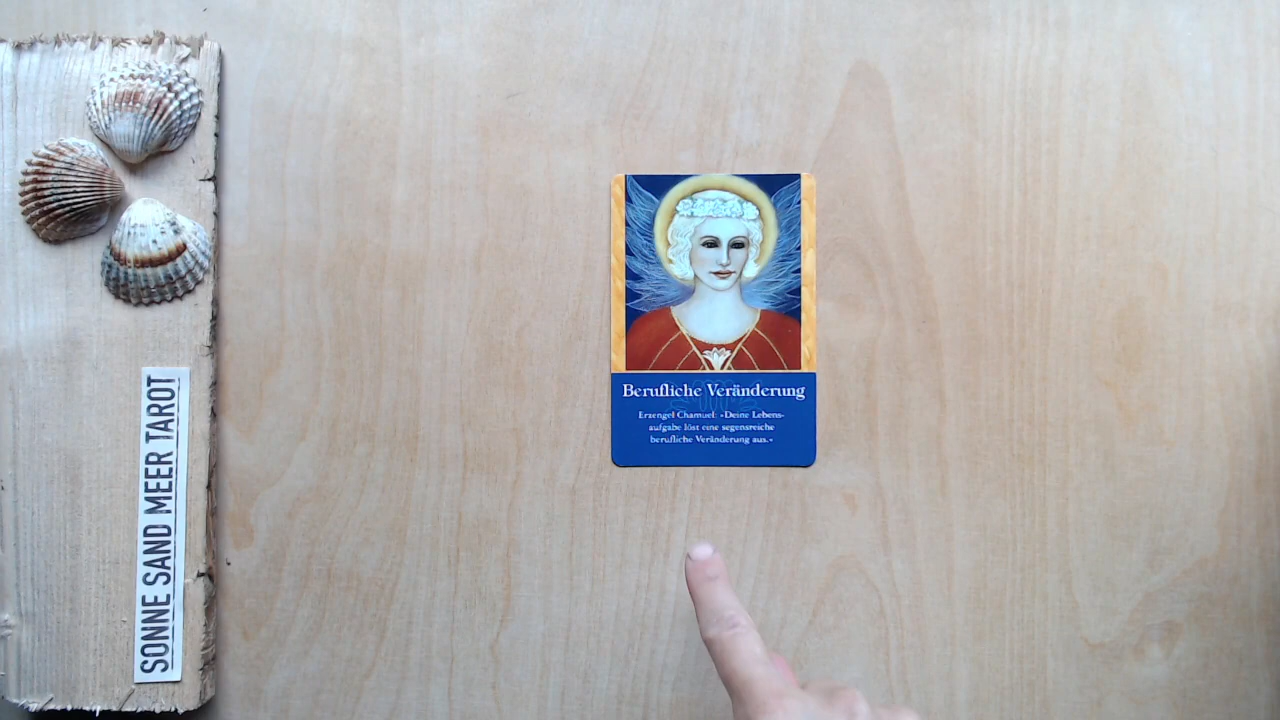 SONNE SAND MEER TAROT
Berufliche Veränderung
Erzengel Chamuel: »Deine Lebens-
aufgabe löst eine segensreiche
berufliche Veränderung aus.«